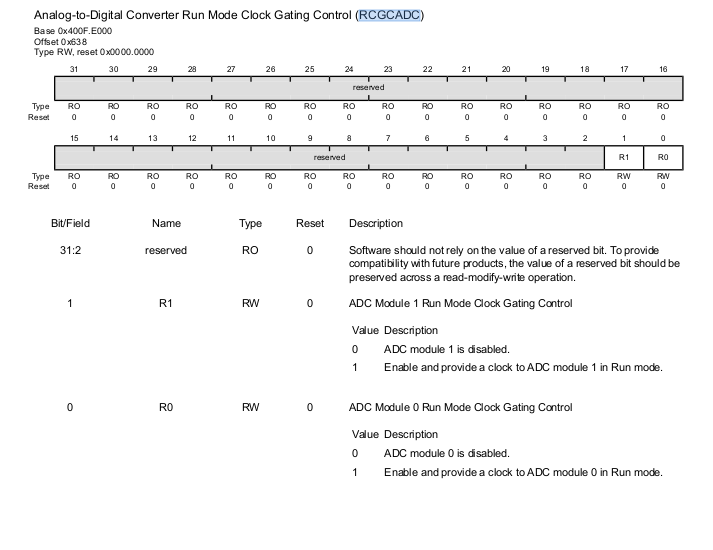 Analog-to-Digital Converter Run Mode Clock Gating Control (RCGCADC)
Base 0x400F.E000
Offset 0x638
Type RW, reset 0x0000.0000
31 30 29 28 27 26 25 24 23 22 21 20 19 18 17 16
reserved
Type RO RO RO RO RO RO RO RO RO RO RO RO RO RO RO RO
Reset 0 0 0 0 0 0 0 0 0 0 0 0 0 0 0 0
15 14 13 12 11 10 9 8 7 6 5 4 3 2 1 0
reserved R1 R0
Type RO RO RO RO RO RO RO RO RO RO RO RO RO RO RW RW
Reset 0 0 0 0 0 0 0 0 0 0 0 0 0 0 0 0
Bit/Field Name Type Reset Description
31:2 reserved RO 0 Software should not rely on the value of a reserved bit. To provide
compatibility with future products, the value of a reserved bit should be
preserved across a read-modify-write operation.
1 R1 RW 0 ADC Module 1 Run Mode Clock Gating Control
Value Description
0 ADC module 1 is disabled.
1 Enable and provide a clock to ADC module 1 in Run mode.
0 R0 RW 0 ADC Module 0 Run Mode Clock Gating Control
Value Description
0 ADC module 0 is disabled.
1 Enable and provide a clock to ADC module 0 in Run mode.